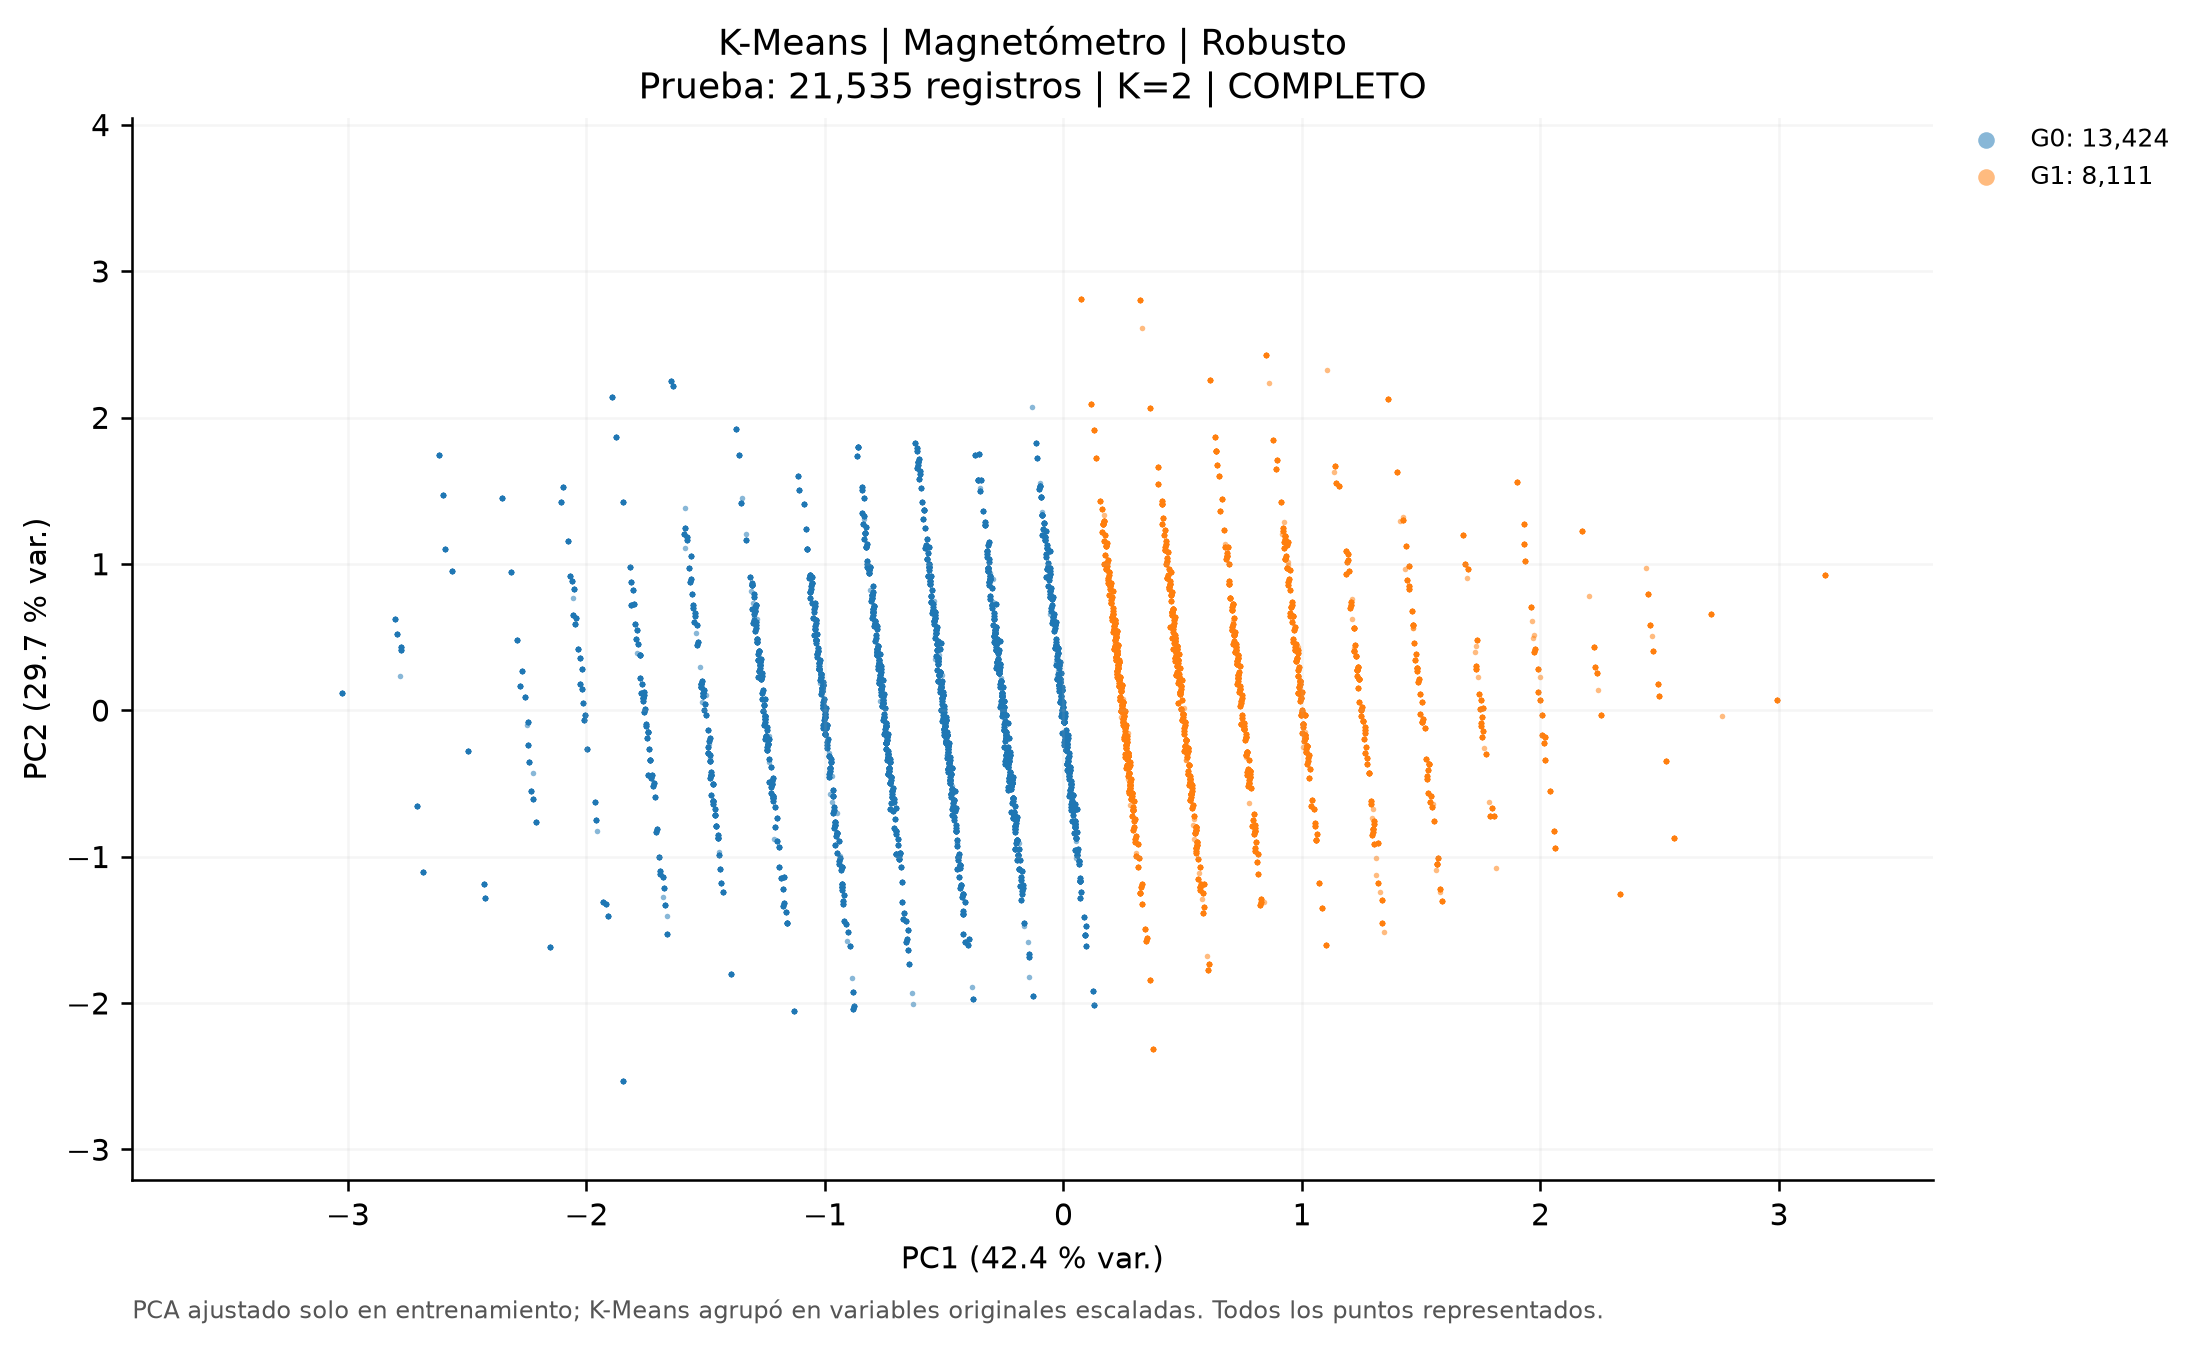 K-Means | Magnetómetro | Robusto
Prueba: 21,535 registros | K=2 | COMPLETO
G0: 13,424
G1: 8,111
4
3
2
1
0
−1
−2
−3
PC2 (29.7 % var.)
−3
−2
−1
0
1
2
3
PC1 (42.4 % var.)
PCA ajustado solo en entrenamiento; K-Means agrupó en variables originales escaladas. Todos los puntos representados.